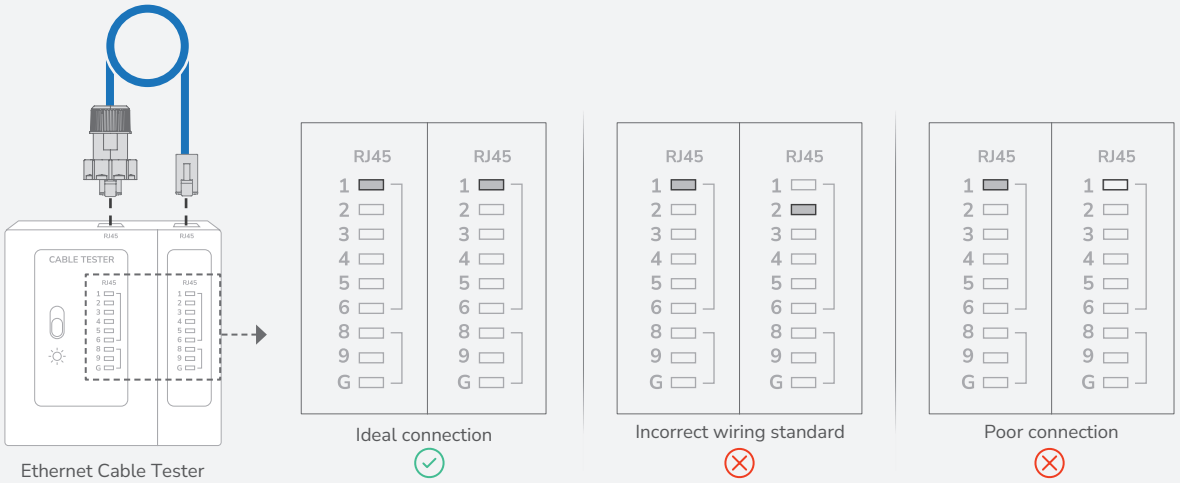 RJ45 RJ45
CABLE TESTER
RJ45 RJ45
1 1
2 2
3 3
4 4
5 5
6 6
8 8
9 9
G G
Ethernet Cable Tester
RJ45 RJ45
1 1
2 2
3 3
4 4
5 5
6 6
8 8
9 9
G G
Ideal connection
RJ45 RJ45
1 1
2 2
3 3
4 4
5 5
6 6
8 8
9 9
G G
Incorrect wiring standard
RJ45 RJ45
1 1
2 2
3 3
4 4
5 5
6 6
8 8
9 9
G G
Poor connection